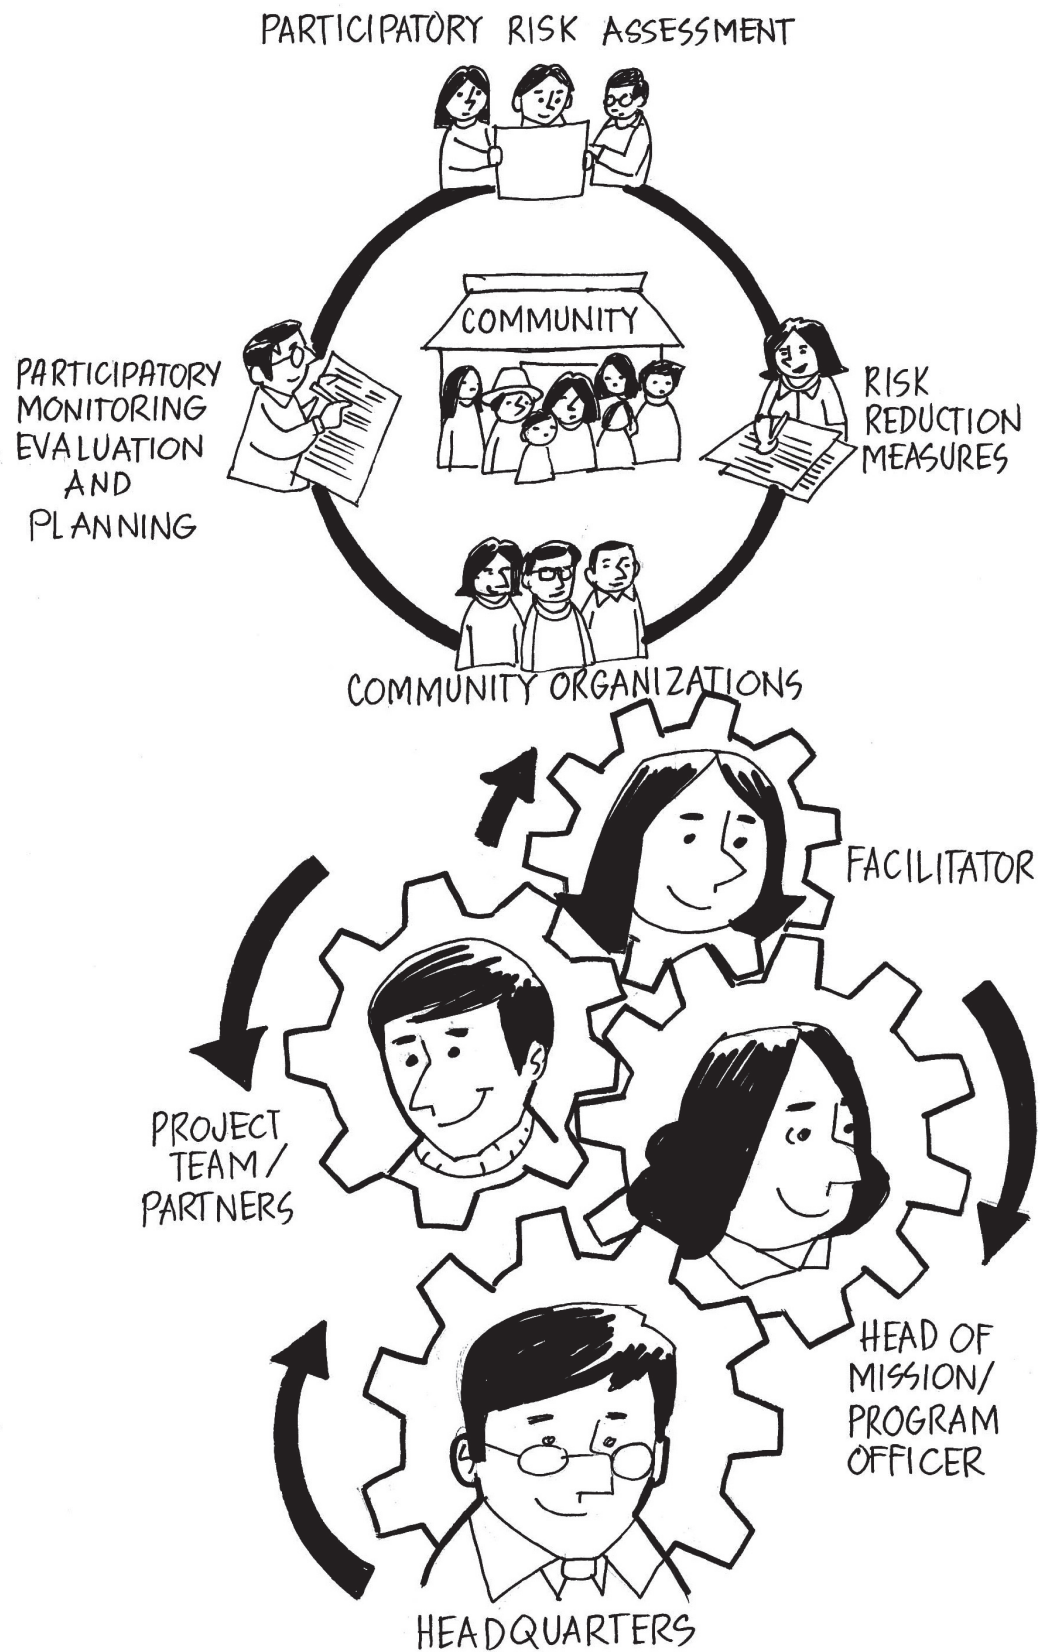 PARTICIPATORY RISK ASSESSMENT
COMMUNITY
PARTICIPATORY
MONITORING
EVALUATION
AND
PLANNING
RISK
REDUCTION
MEASURES
COMMUNITY ORGANIZATIONS
FACILITATOR
PROJECT
TEAM/
PARTNERS
HEAD OF
MISSION/
PROGRAM
OFFICER
HEADQUARTERS